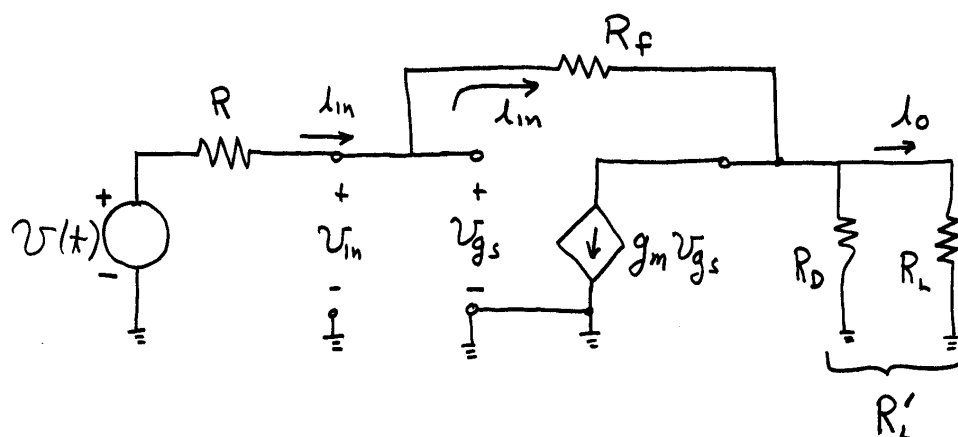 R_f
R
i_in
i_in
i_o
+
+
+
v(t)
-
v_in
v_gs
g_m v_gs
R_D
R_L
-
-
R_L'